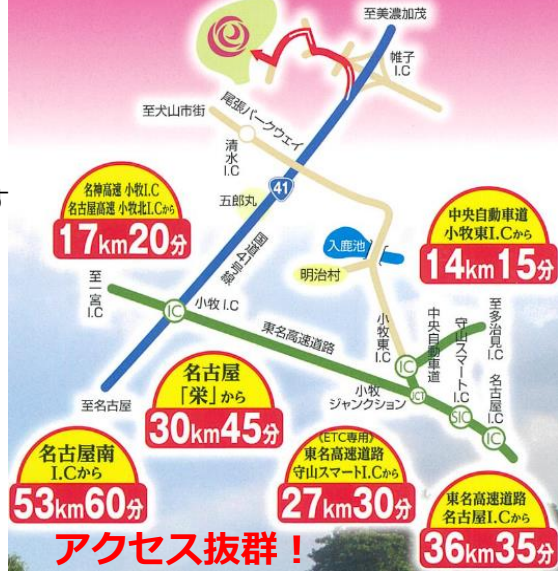 至美濃加茂
帷子
I.C
尾張パークウェイ
至犬山市街
清水
I.C
41
五郎丸
国道41号線
名神高速 小牧I.C
名古屋高速 小牧北I.Cから
17km20分
中央自動車道
小牧東I.Cから
14km15分
入鹿池
明治村
至一宮
I.C
小牧 I.C
IC
東名高速道路
小牧東I.C
中央自動車道
守山スマートI.C
至多治見I.C
名古屋I.C
IC
JCT
SIC
IC
小牧
ジャンクション
至名古屋
名古屋
「栄」から
30km45分
名古屋南
I.Cから
53km60分
(ETC専用)
東名高速道路
守山スマートI.Cから
27km30分
東名高速道路
名古屋I.Cから
36km35分
アクセス抜群！